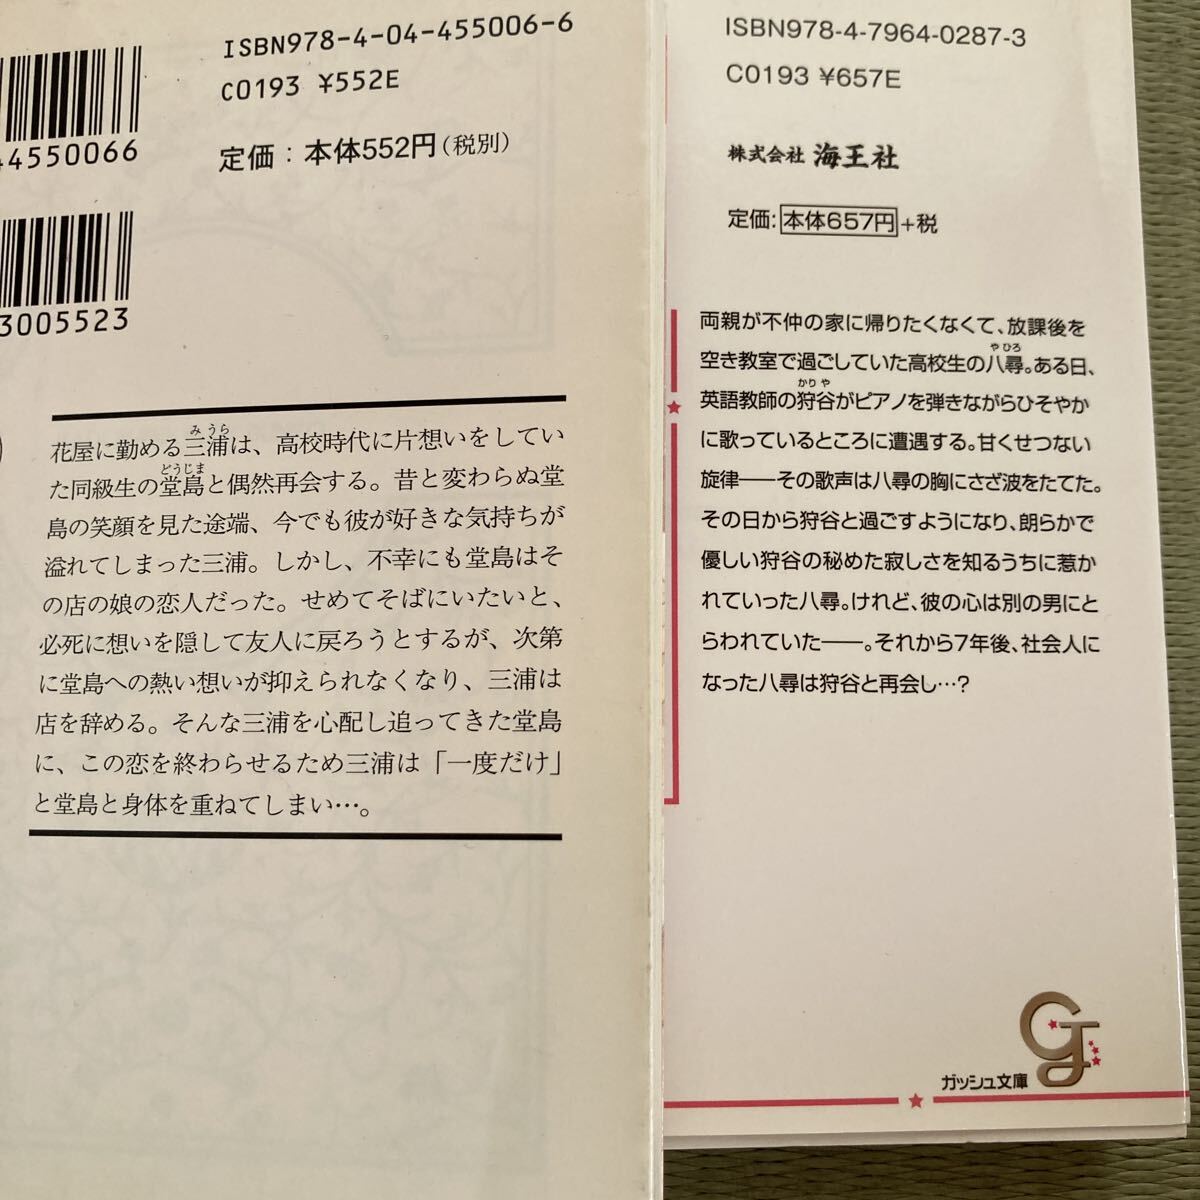 ISBN978-4-04-455006-6
C0193 ¥552E
定価：本体552円（税別）
4550066
3005523
花屋に勤める三浦は、高校時代に片想いをしてい
た同級生の堂島と偶然再会する。昔と変わらぬ堂
島の笑顔を見た途端、今でも彼が好きな気持ちが
溢れてしまった三浦。しかし、不幸にも堂島はそ
の店の娘の恋人だった。せめてそばにいたいと、
必死に想いを隠して友人に戻ろうとするが、次第
に堂島への熱い想いが抑えられなくなり、三浦は
店を辞める。そんな三浦を心配し追ってきた堂島
に、この恋を終わらせるため三浦は「一度だけ」
と堂島と身体を重ねてしまい…。
みうら
どうじま
ISBN978-4-7964-0287-3
C0193 ¥657E
株式会社 海王社
定価：本体657円+税
両親が不仲の家に帰りたくなくて、放課後を
空き教室で過ごしていた高校生の八尋。ある日、
英語教師の狩谷がピアノを弾きながらひそやか
に歌っているところに遭遇する。甘くせつない
旋律――その歌声は八尋の胸にさざ波をたてた。
その日から狩谷と過ごすようになり、朗らかで
優しい狩谷の秘めた寂しさを知るうちに惹か
れていった八尋。けれど、彼の心は別の男にと
らわれていた――。それから7年後、社会人に
なった八尋は狩谷と再会し…？
やひろ
かりや
ガッシュ文庫